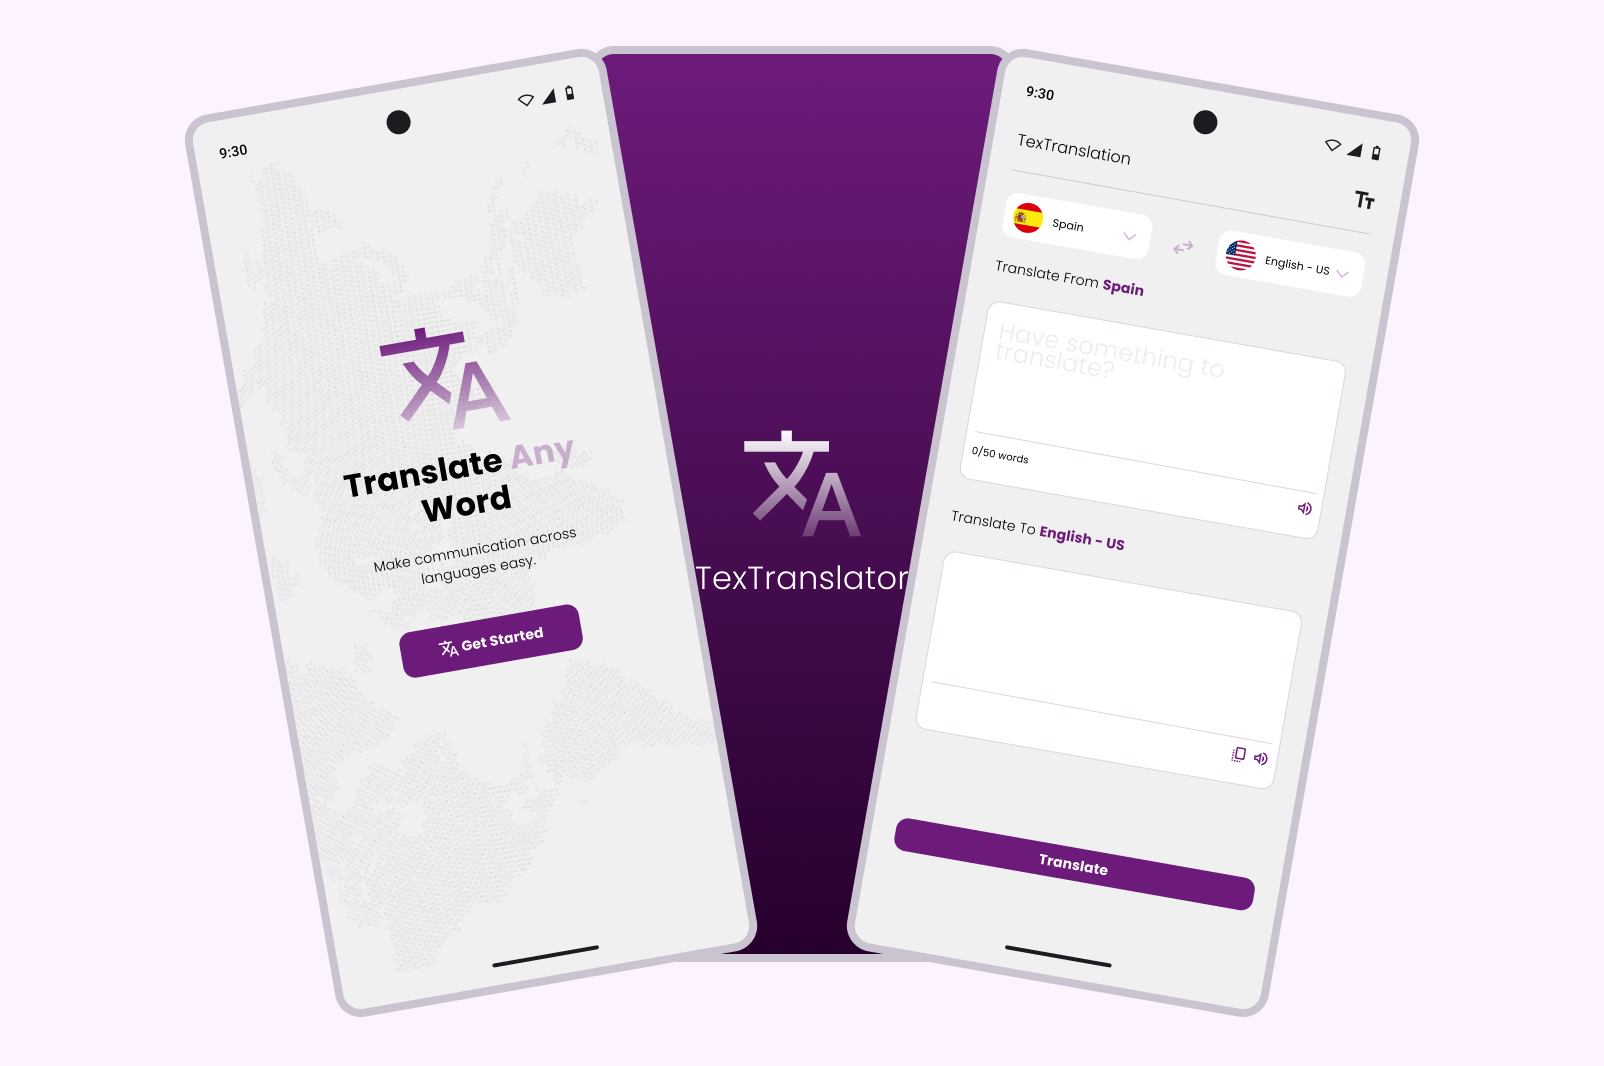 9:30
文A
Translate Any
Word
Make communication across
languages easy.
文A Get Started
文A
TexTranslator
9:30
TexTranslation
TT
Spain
English - US
Translate From Spain
Have something to
translate?
0/50 words
Translate To English - US
Translate